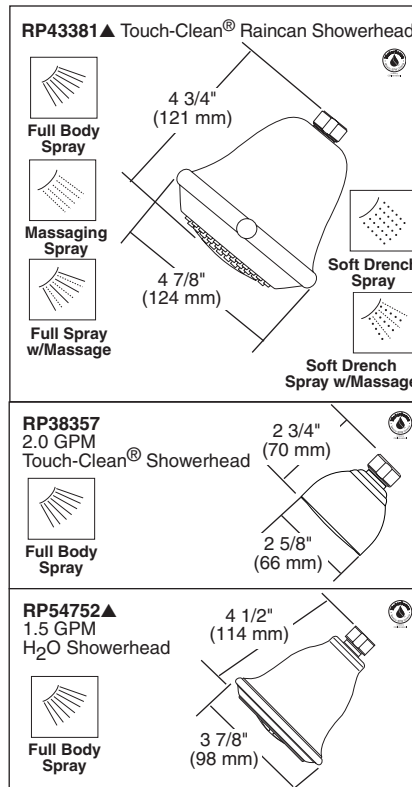 RP43381▲ Touch-Clean® Raincan Showerhead
4 3/4"
(121 mm)
Full Body
Spray
Massaging
Spray
4 7/8"
(124 mm)
Full Spray
w/Massage
Soft Drench
Spray
Soft Drench
Spray w/Massage
RP38357
2.0 GPM
Touch-Clean® Showerhead
2 3/4"
(70 mm)
Full Body
Spray
2 5/8"
(66 mm)
RP54752▲
1.5 GPM
H2O Showerhead
4 1/2"
(114 mm)
Full Body
Spray
3 7/8"
(98 mm)